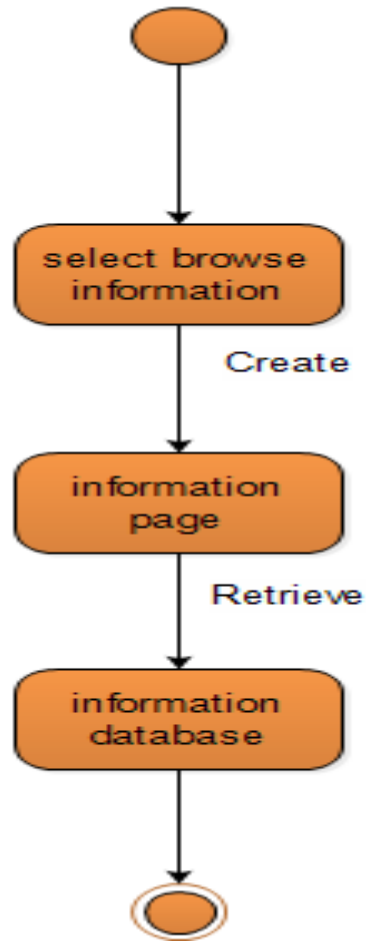 select browse
information
Create
information
page
Retrieve
information
database